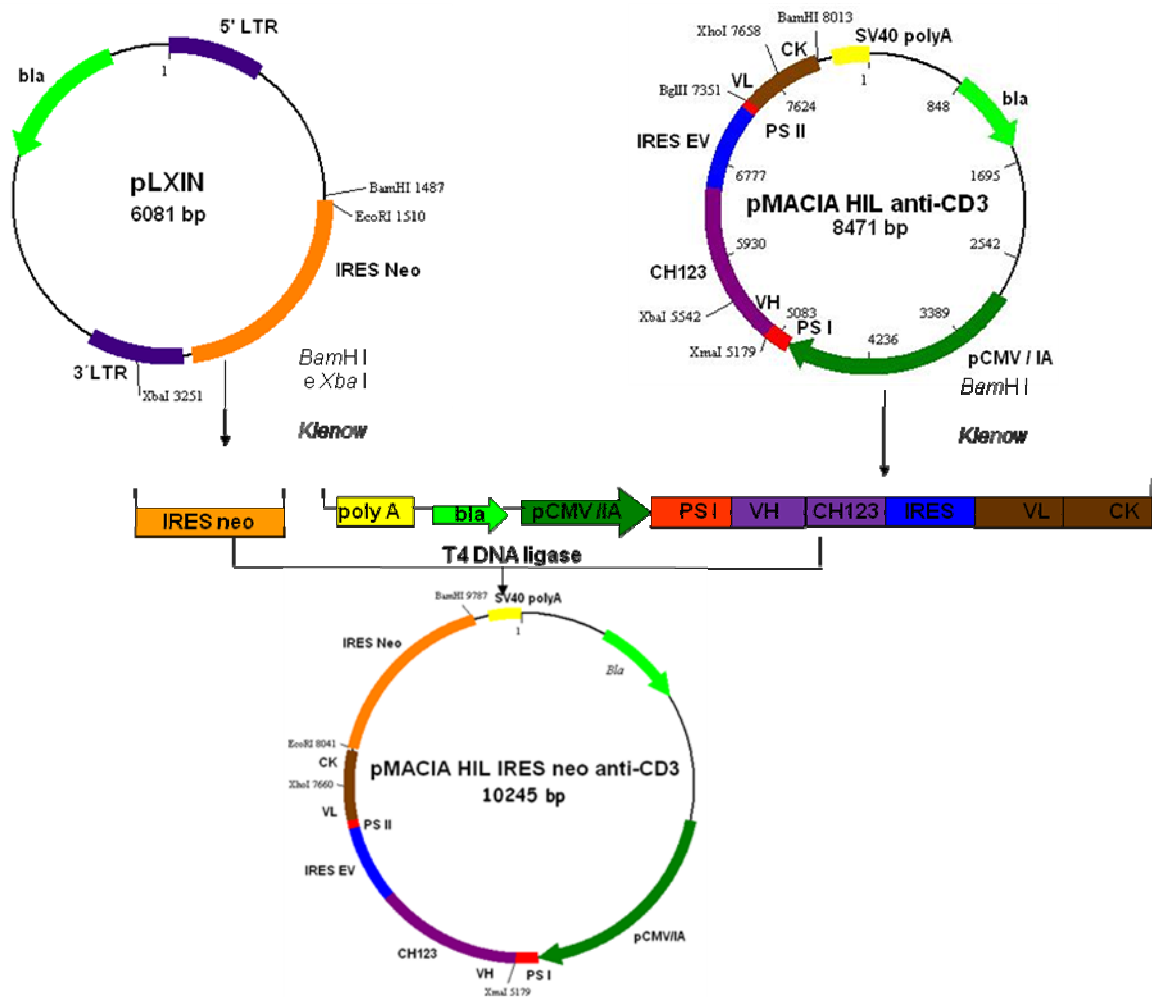 5' LTR
bla
1
pLXIN
6081 bp
BamHI 1487
EcoRI 1510
IRES Neo
3´LTR
XbaI 3251
BamH I
e Xba I
Klenow
BamHI 8013
XhoI 7658
SV40 polyA
CK
VL
BglII 7351
7624
1
848
bla
PS II
IRES EV
6777
1695
pMACIA HIL anti-CD3
8471 bp
5930
2542
CH123
VH
XbaI 5542
5083
PS I
3389
XmaI 5179
4236
pCMV / IA
BamH I
Klenow
IRES neo
poly A
bla
pCMV /IA
PS I
VH
CH123
IRES
VL
CK
T4 DNA ligase
BamHI 9787
SV40 polyA
1
IRES Neo
Bla
EcoRI 8041
CK
pMACIA HIL IRES neo anti-CD3
XhoI 7660
10245 bp
VL
PS II
IRES EV
pCMV/IA
CH123
VH
PS I
XmaI 5179